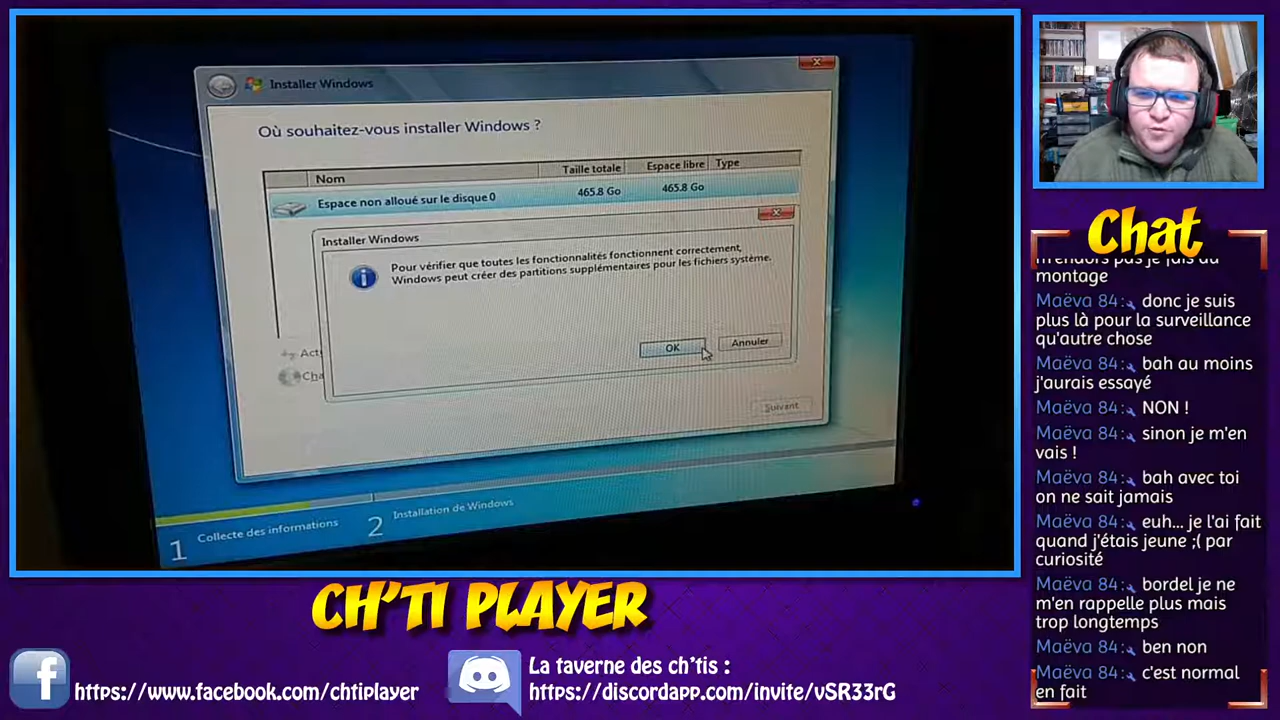 Installer Windows
Où souhaitez-vous installer Windows ?
Nom Taille totale Espace libre Type
Espace non alloué sur le disque 0 465.8 Go 465.8 Go
Installer Windows
Pour vérifier que toutes les fonctionnalités fonctionnent correctement,
Windows peut créer des partitions supplémentaires pour les fichiers système.
OK Annuler
Suivant
1 Collecte des informations 2 Installation de Windows
Chat
montage
Maëva 84: donc je suis
plus là pour la surveillance
qu'autre chose
Maëva 84: bah au moins
j'aurais essayé
Maëva 84: NON !
Maëva 84: sinon je m'en
vais !
Maëva 84: bah avec toi
on ne sait jamais
Maëva 84: euh... je l'ai fait
quand j'étais jeune ;( par
curiosité
Maëva 84: bordel je ne
m'en rappelle plus mais
trop longtemps
Maëva 84: ben non
Maëva 84: c'est normal
en fait
CH'TI PLAYER
https://www.facebook.com/chtiplayer
La taverne des ch'tis :
https://discordapp.com/invite/vSR33rG